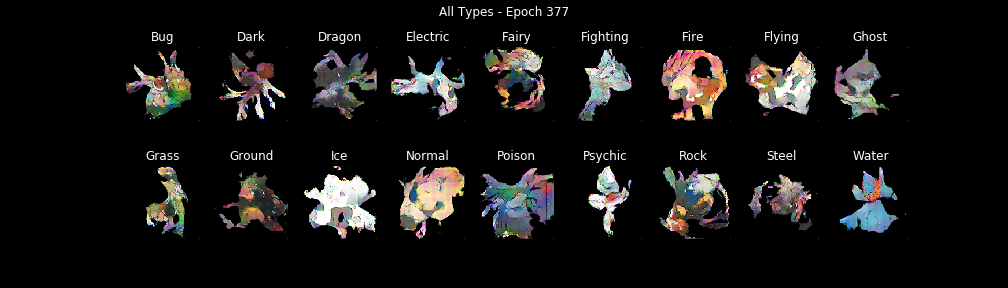 All Types - Epoch 377
Bug Dark Dragon Electric Fairy Fighting Fire Flying Ghost
Grass Ground Ice Normal Poison Psychic Rock Steel Water